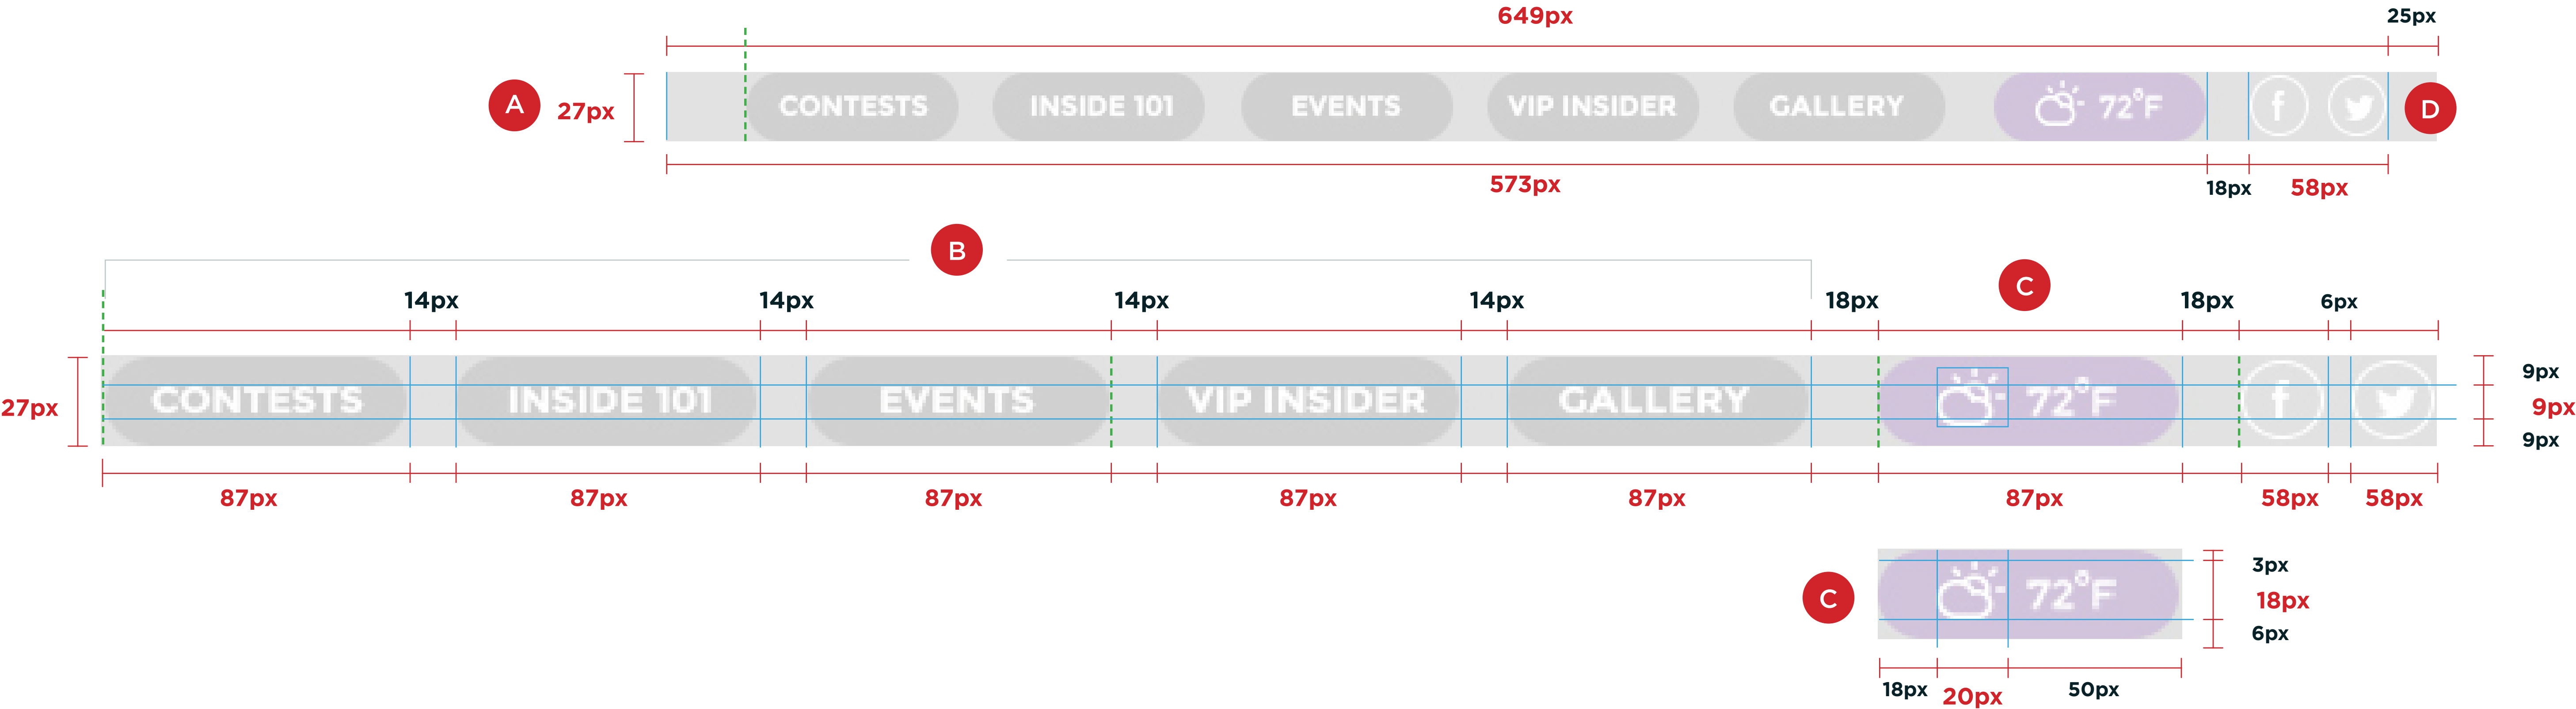 649px
25px
A
27px
CONTESTS
INSIDE 101
EVENTS
VIP INSIDER
GALLERY
72°F
f
D
573px
18px
58px
B
C
14px
14px
14px
14px
18px
18px
6px
27px
CONTESTS
INSIDE 101
EVENTS
VIP INSIDER
GALLERY
72°F
f
9px
9px
9px
87px
87px
87px
87px
87px
87px
58px
58px
C
72°F
3px
18px
6px
18px
20px
50px